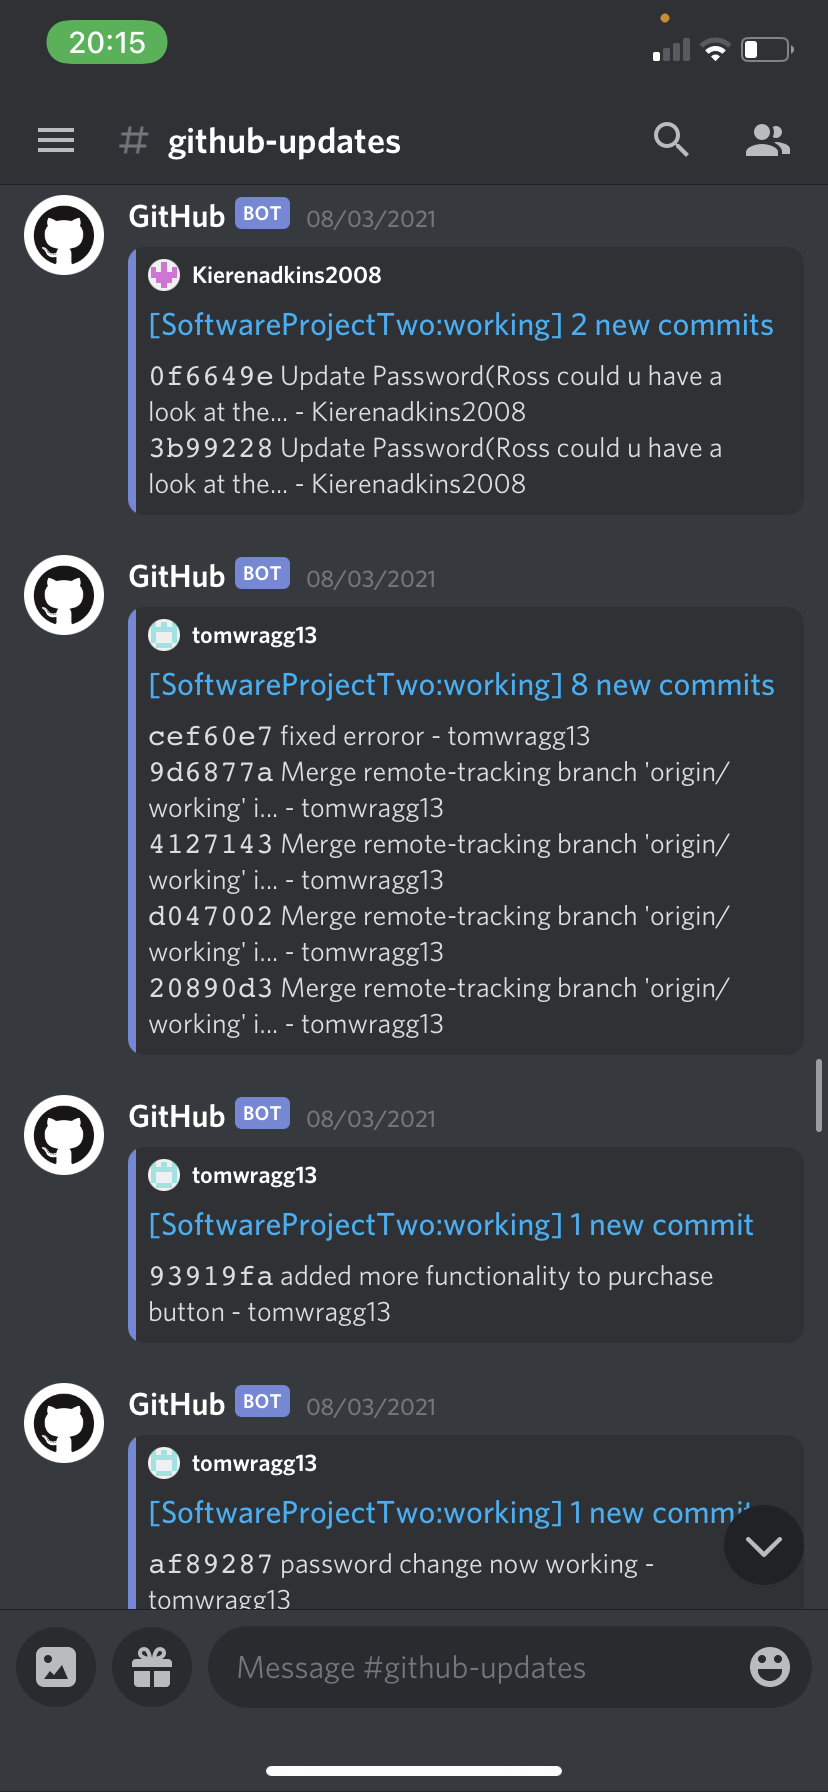 20:15
# github-updates
GitHub BOT 08/03/2021
Kierenadkins2008
[SoftwareProjectTwo:working] 2 new commits
0f6649e Update Password(Ross could u have a
look at the... - Kierenadkins2008
3b99228 Update Password(Ross could u have a
look at the... - Kierenadkins2008
GitHub BOT 08/03/2021
tomwragg13
[SoftwareProjectTwo:working] 8 new commits
cef60e7 fixed erroror - tomwragg13
9d6877a Merge remote-tracking branch 'origin/
working' i... - tomwragg13
4127143 Merge remote-tracking branch 'origin/
working' i... - tomwragg13
d047002 Merge remote-tracking branch 'origin/
working' i... - tomwragg13
20890d3 Merge remote-tracking branch 'origin/
working' i... - tomwragg13
GitHub BOT 08/03/2021
tomwragg13
[SoftwareProjectTwo:working] 1 new commit
93919fa added more functionality to purchase
button - tomwragg13
GitHub BOT 08/03/2021
tomwragg13
[SoftwareProjectTwo:working] 1 new commit
af89287 password change now working -
tomwragg13
Message #github-updates